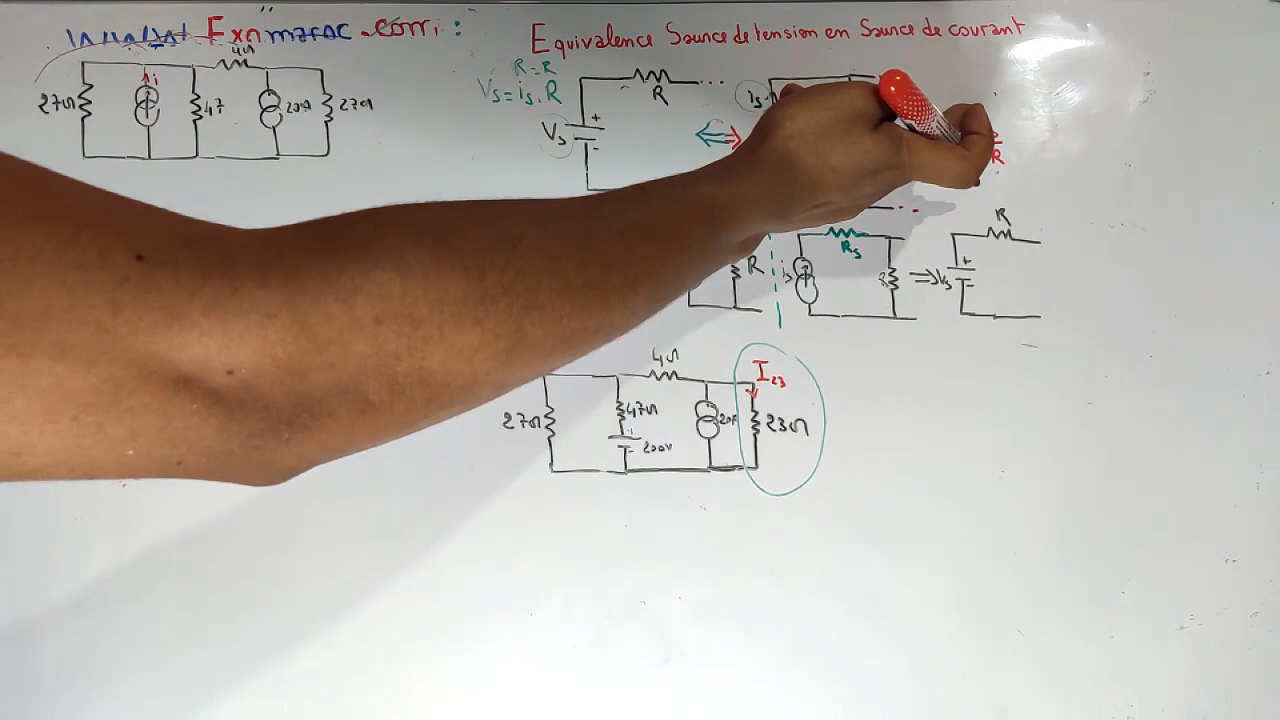 Exomaroc.com :
Equivalence Source de tension en Source de courant
R = R
Vs = is . R
R
Vs
+
-
is
R
4Ω
27Ω
i
47
20A
27Ω
R
Rs
is
R
⇒
Vs
+
-
R
4Ω
27Ω
47Ω
200V
20A
I23
23Ω